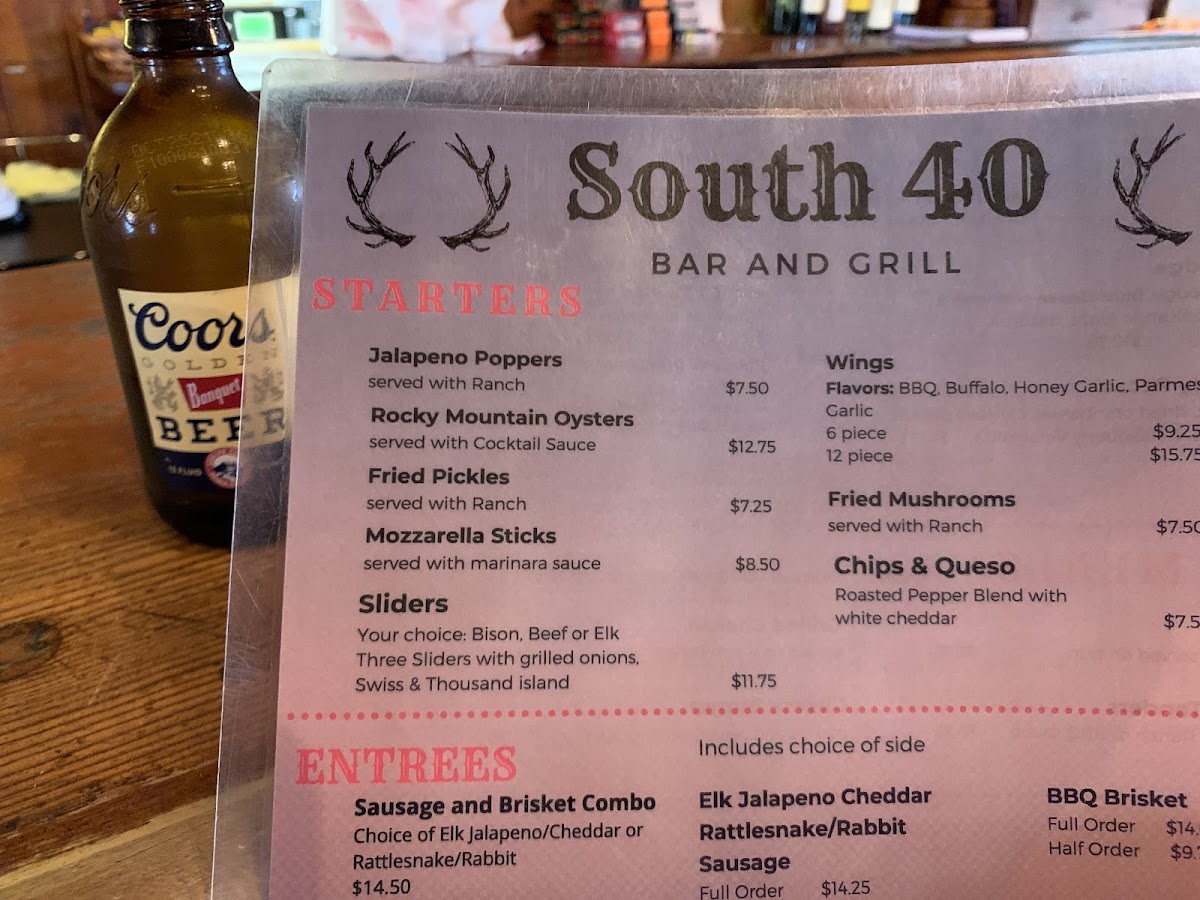 Coors
GOLDEN
Banquet
BEER
OCT2521
South 40
BAR AND GRILL
STARTERS
Jalapeno Poppers
served with Ranch $7.50
Rocky Mountain Oysters
served with Cocktail Sauce $12.75
Fried Pickles
served with Ranch $7.25
Mozzarella Sticks
served with marinara sauce $8.50
Sliders
Your choice: Bison, Beef or Elk
Three Sliders with grilled onions,
Swiss & Thousand island $11.75
Wings
Flavors: BBQ, Buffalo, Honey Garlic, Parmes
Garlic
6 piece $9.25
12 piece $15.75
Fried Mushrooms
served with Ranch $7.50
Chips & Queso
Roasted Pepper Blend with
white cheddar $7.5
ENTREES
Includes choice of side
Sausage and Brisket Combo
Choice of Elk Jalapeno/Cheddar or
Rattlesnake/Rabbit
$14.50
Elk Jalapeno Cheddar
Rattlesnake/Rabbit
Sausage
Full Order $14.25
BBQ Brisket
Full Order $14.
Half Order $9.